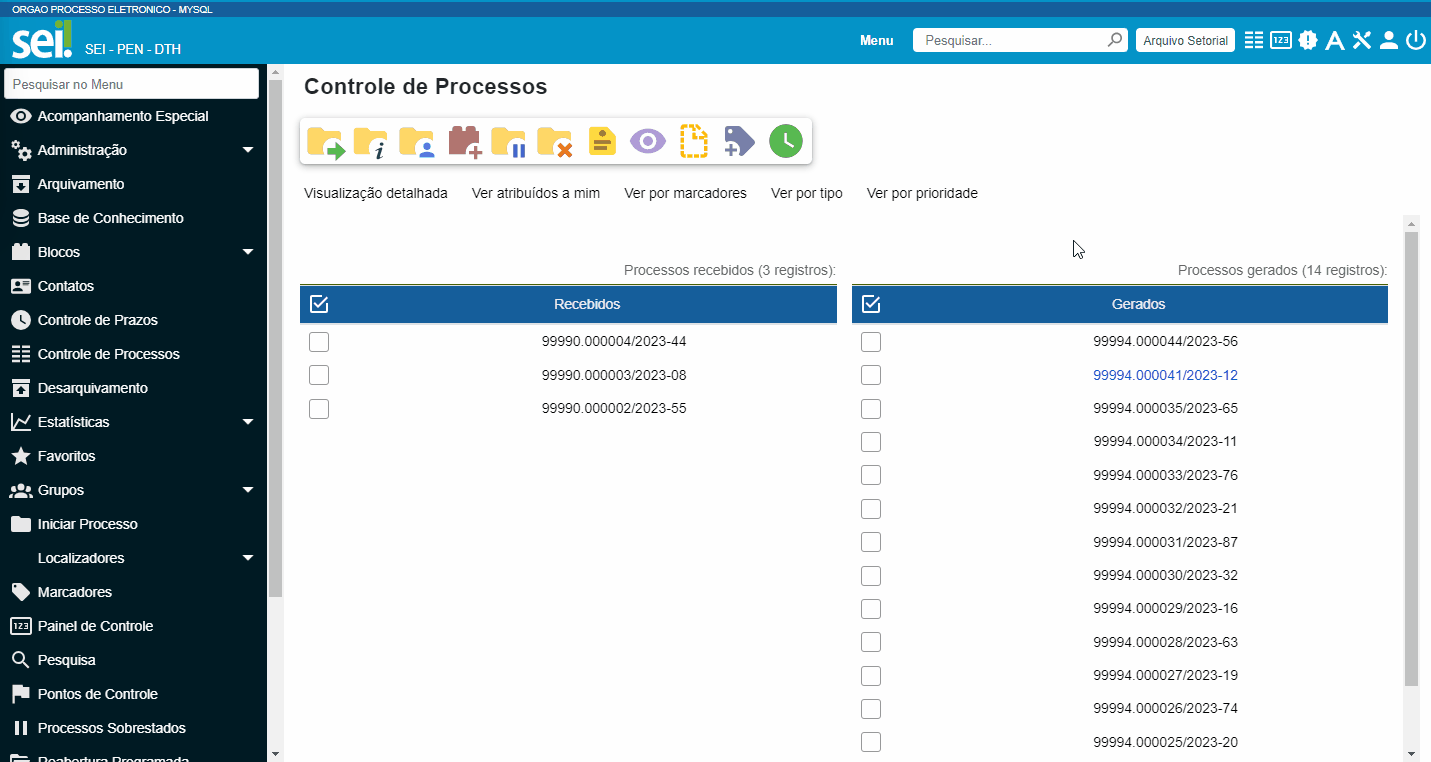 ORGAO PROCESSO ELETRONICO - MYSQL
sei!
SEI - PEN - DTH
Menu
Pesquisar...
Arquivo Setorial
123
Pesquisar no Menu
Acompanhamento Especial
Administração
Arquivamento
Base de Conhecimento
Blocos
Contatos
Controle de Prazos
Controle de Processos
Desarquivamento
Estatísticas
Favoritos
Grupos
Iniciar Processo
Localizadores
Marcadores
123 Painel de Controle
Pesquisa
Pontos de Controle
Processos Sobrestados
Reabertura Programada
Controle de Processos
Visualização detalhada Ver atribuídos a mim Ver por marcadores Ver por tipo Ver por prioridade
Processos recebidos (3 registros):
Recebidos
99990.000004/2023-44
99990.000003/2023-08
99990.000002/2023-55
Processos gerados (14 registros):
Gerados
99994.000044/2023-56
99994.000041/2023-12
99994.000035/2023-65
99994.000034/2023-11
99994.000033/2023-76
99994.000032/2023-21
99994.000031/2023-87
99994.000030/2023-32
99994.000029/2023-16
99994.000028/2023-63
99994.000027/2023-19
99994.000026/2023-74
99994.000025/2023-20